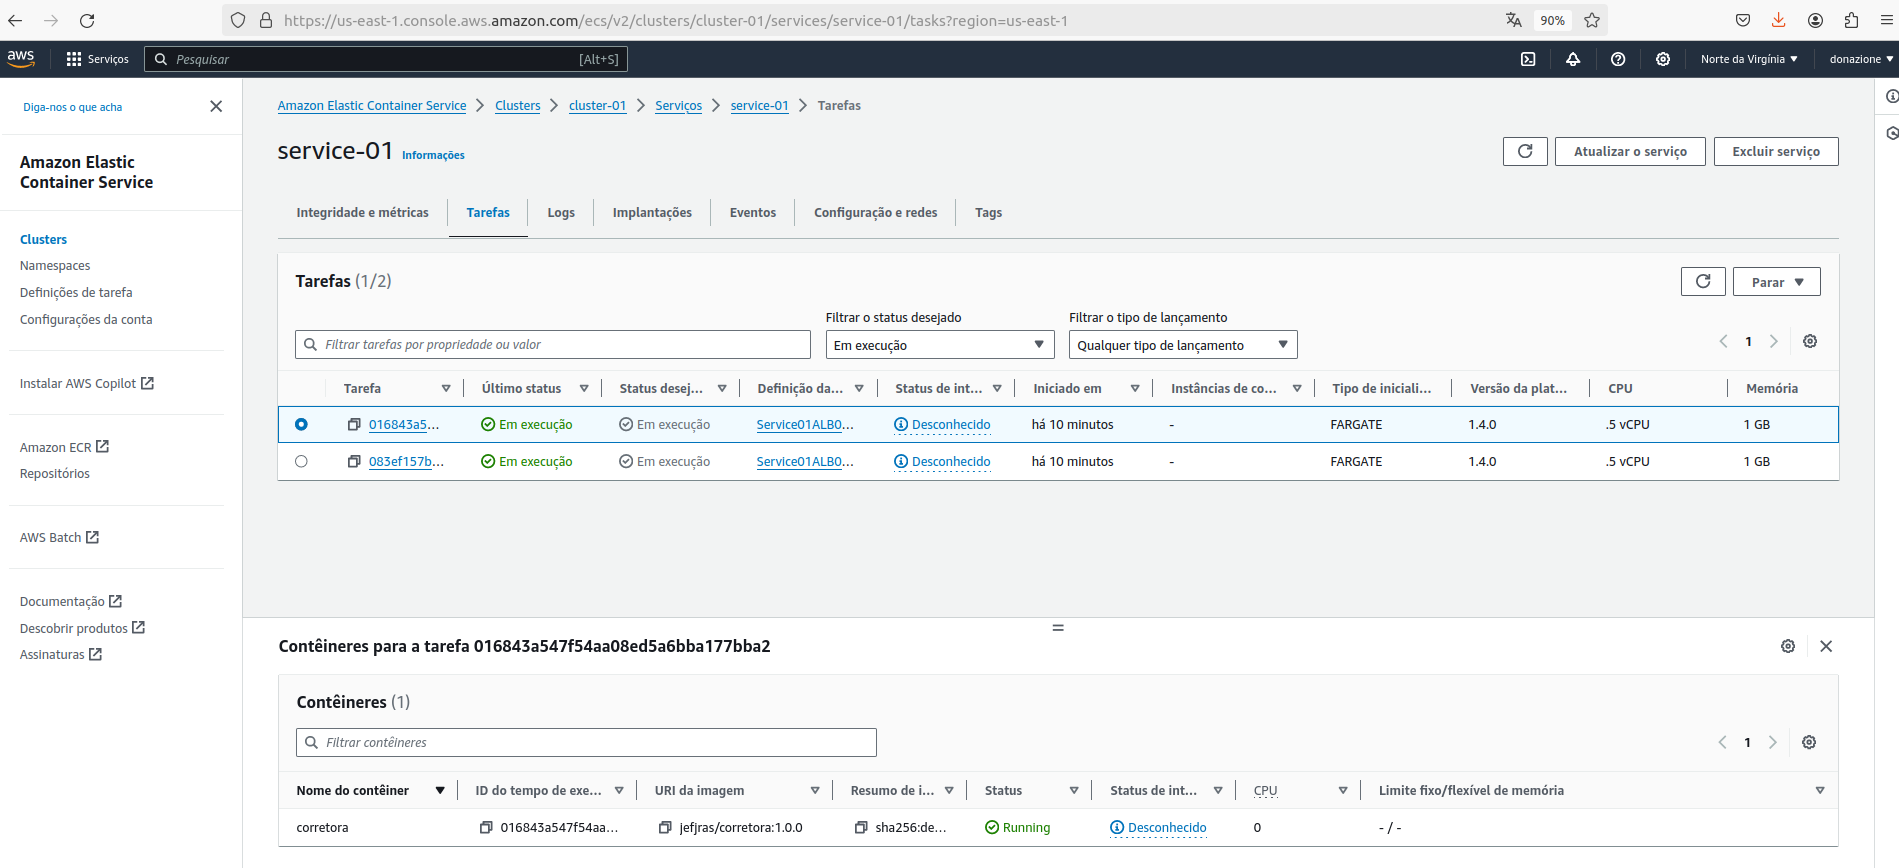 https://us-east-1.console.aws.amazon.com/ecs/v2/clusters/cluster-01/services/service-01/tasks?region=us-east-1
90%
aws
Serviços
Pesquisar
[Alt+S]
Norte da Virgínia
donazione
Diga-nos o que acha
Amazon Elastic
Container Service
Clusters
Namespaces
Definições de tarefa
Configurações da conta
Instalar AWS Copilot
Amazon ECR
Repositórios
AWS Batch
Documentação
Descobrir produtos
Assinaturas
Amazon Elastic Container Service
Clusters
cluster-01
Serviços
service-01
Tarefas
service-01 Informações
Atualizar o serviço
Excluir serviço
Integridade e métricas
Tarefas
Logs
Implantações
Eventos
Configuração e redes
Tags
Tarefas (1/2)
Parar
Filtrar o status desejado
Filtrar o tipo de lançamento
Filtrar tarefas por propriedade ou valor
Em execução
Qualquer tipo de lançamento
1
Tarefa Último status Status desej... Definição da... Status de int... Iniciado em Instâncias de co... Tipo de iniciali... Versão da plat... CPU Memória
016843a5... Em execução Em execução Service01ALB0... Desconhecido há 10 minutos - FARGATE 1.4.0 .5 vCPU 1 GB
083ef157b... Em execução Em execução Service01ALB0... Desconhecido há 10 minutos - FARGATE 1.4.0 .5 vCPU 1 GB
Contêineres para a tarefa 016843a547f54aa08ed5a6bba177bba2
Contêineres (1)
Filtrar contêineres
1
Nome do contêiner ID do tempo de exe... URI da imagem Resumo de i... Status Status de int... CPU Limite fixo/flexível de memória
corretora 016843a547f54aa... jefjras/corretora:1.0.0 sha256:de... Running Desconhecido 0 - / -